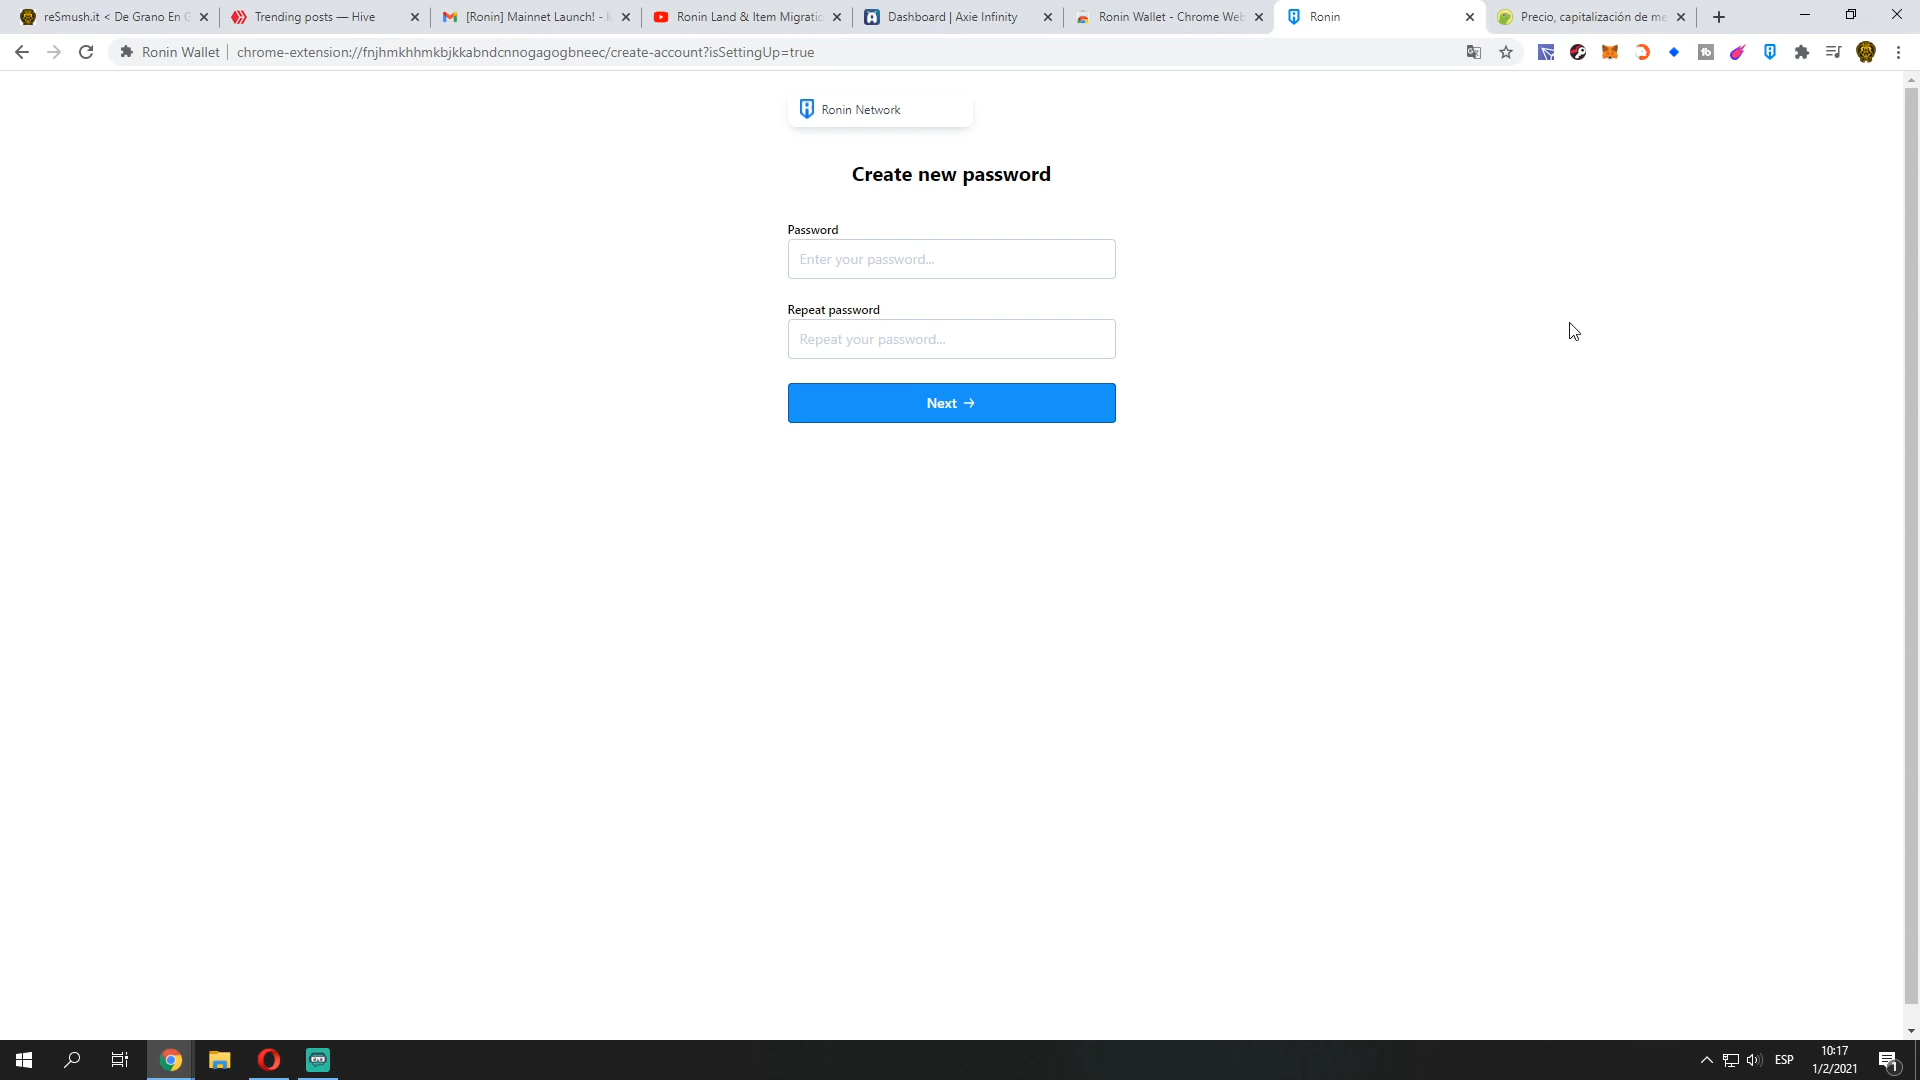 reSmush.it < De Grano En G
Trending posts — Hive
[Ronin] Mainnet Launch! -
Ronin Land & Item Migratio
Dashboard | Axie Infinity
Ronin Wallet - Chrome Web
Ronin
Precio, capitalización de me
Ronin Wallet
chrome-extension://fnjhmkhhmkbjkkabndcnnogagogbneec/create-account?isSettingUp=true
Ronin Network
Create new password
Password
Enter your password...
Repeat password
Repeat your password...
Next →
ESP
10:17
1/2/2021
1